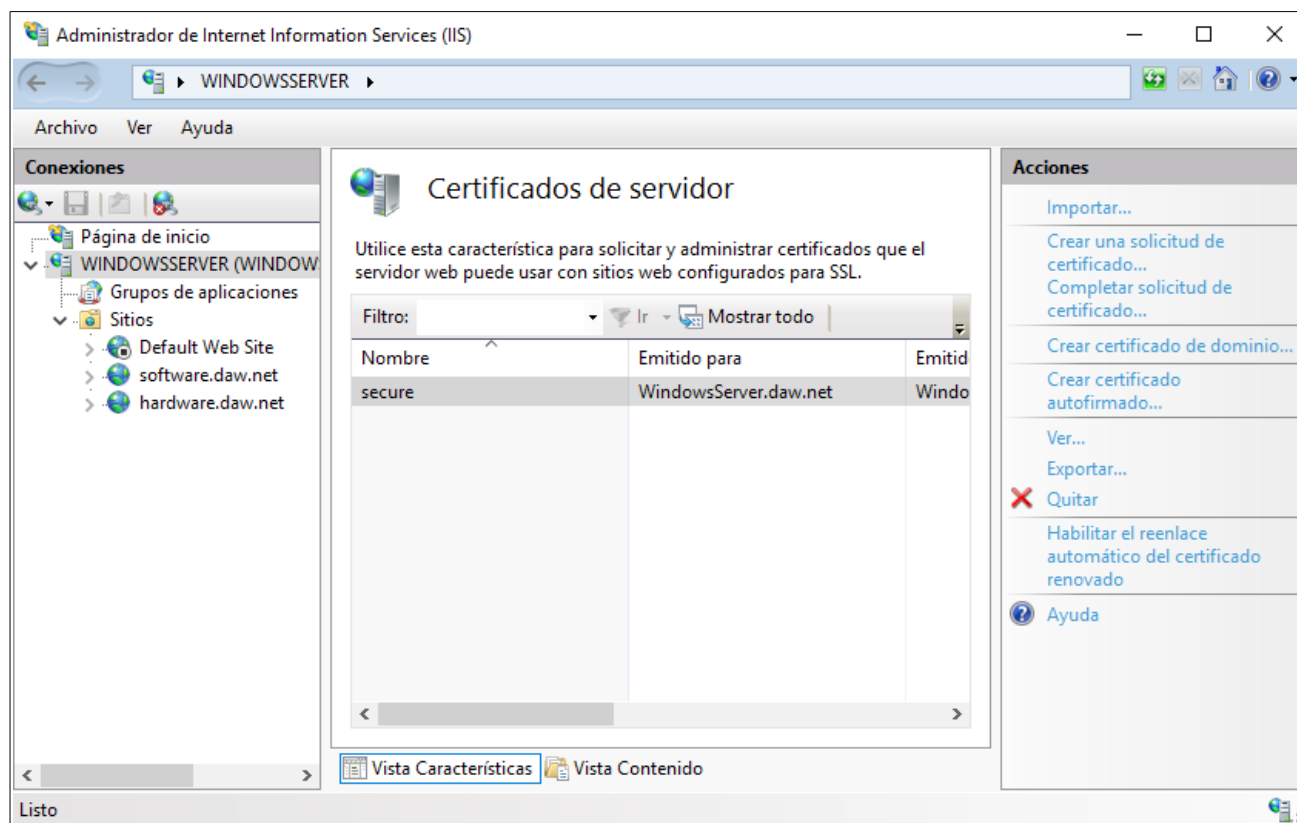 Administrador de Internet Information Services (IIS)
WINDOWSSERVER
Archivo Ver Ayuda
Conexiones
Página de inicio
WINDOWSSERVER (WINDOW
Grupos de aplicaciones
Sitios
Default Web Site
software.daw.net
hardware.daw.net
Certificados de servidor
Utilice esta característica para solicitar y administrar certificados que el
servidor web puede usar con sitios web configurados para SSL.
Filtro: Ir Mostrar todo
Nombre Emitido para Emitid
secure WindowsServer.daw.net Windo
Vista Características Vista Contenido
Acciones
Importar...
Crear una solicitud de
certificado...
Completar solicitud de
certificado...
Crear certificado de dominio...
Crear certificado
autofirmado...
Ver...
Exportar...
Quitar
Habilitar el reenlace
automático del certificado
renovado
Ayuda
Listo